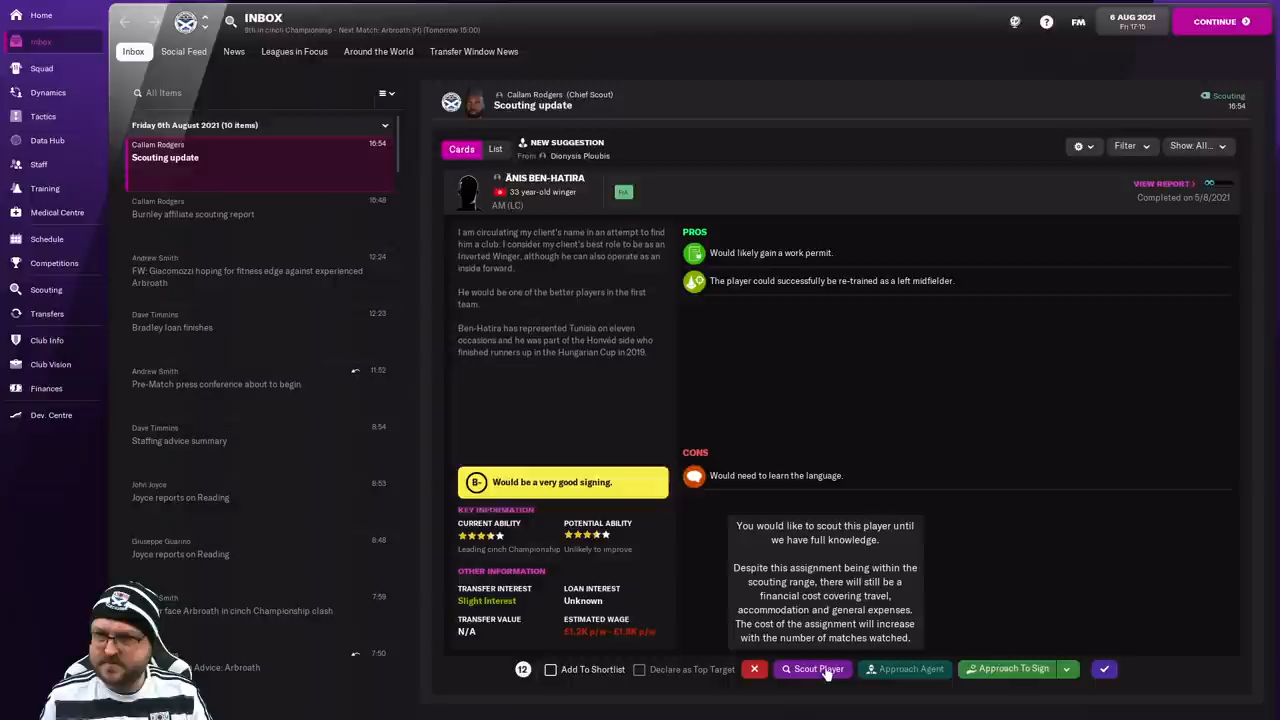 Home
Inbox
Squad
Dynamics
Tactics
Data Hub
Staff
Training
Medical Centre
Schedule
Competitions
Scouting
Transfers
Club Info
Club Vision
Finances
Dev. Centre
INBOX
9th in cinch Championship - Next Match: Arbroath (H) (Tomorrow 15:00)
FM
6 AUG 2021
Fri 17:15
CONTINUE
Inbox
Social Feed
News
Leagues in Focus
Around the World
Transfer Window News
All Items
Friday 6th August 2021 (10 items)
Callam Rodgers
16:54
Scouting update
Callam Rodgers
16:48
Burnley affiliate scouting report
Andrew Smith
12:24
FW: Giacomozzi hoping for fitness edge against experienced
Arbroath
Dave Timmins
12:23
Bradley loan finishes
Andrew Smith
11:52
Pre-Match press conference about to begin
Dave Timmins
8:54
Staffing advice summary
John Joyce
8:53
Joyce reports on Reading
Giuseppe Guarino
8:48
Joyce reports on Reading
Smith
7:59
face Arbroath in cinch Championship clash
7:50
Advice: Arbroath
Callam Rodgers (Chief Scout)
Scouting update
Scouting
16:54
Cards
List
NEW SUGGESTION
From Dionysis Ploubis
Filter
Show: All...
ÄNIS BEN-HATIRA
33 year-old winger
AM (LC)
FrA
VIEW REPORT >
Completed on 5/8/2021
I am circulating my client's name in an attempt to find
him a club. I consider my client's best role to be as an
Inverted Winger, although he can also operate as an
inside forward.
He would be one of the better players in the first
team.
Ben-Hatira has represented Tunisia on eleven
occasions and he was part of the Honvéd side who
finished runners up in the Hungarian Cup in 2019.
PROS
Would likely gain a work permit.
The player could successfully be re-trained as a left midfielder.
CONS
Would need to learn the language.
B-
Would be a very good signing.
KEY INFORMATION
CURRENT ABILITY
POTENTIAL ABILITY
Leading cinch Championship
Unlikely to improve
OTHER INFORMATION
TRANSFER INTEREST
LOAN INTEREST
Slight Interest
Unknown
TRANSFER VALUE
ESTIMATED WAGE
N/A
£1.2K p/w - £1.8K p/w
You would like to scout this player until
we have full knowledge.
Despite this assignment being within the
scouting range, there will still be a
financial cost covering travel,
accommodation and general expenses.
The cost of the assignment will increase
with the number of matches watched.
12
Add To Shortlist
Declare as Top Target
Scout Player
Approach Agent
Approach To Sign